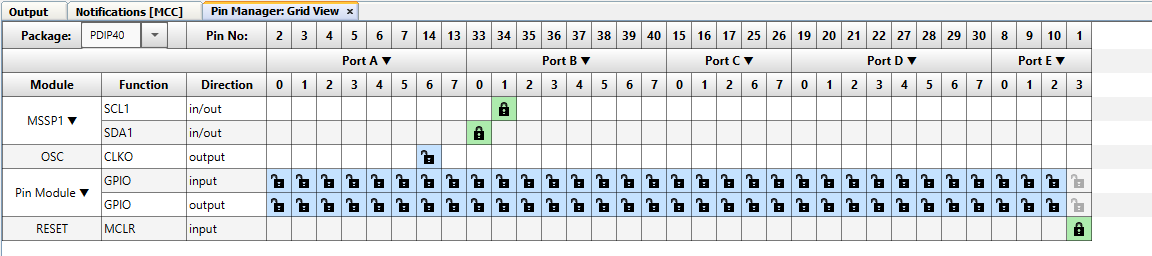 Output Notifications [MCC] Pin Manager: Grid View ×
Package: PDIP40 Pin No: 2 3 4 5 6 7 14 13 33 34 35 36 37 38 39 40 15 16 17 18 23 24 25 26 19 20 21 22 27 28 29 30 8 9 10 1
Port A ▼ Port B ▼ Port C ▼ Port D ▼ Port E ▼
Module Function Direction 0 1 2 3 4 5 6 7 0 1 2 3 4 5 6 7 0 1 2 6 7 0 1 2 3 4 5 6 7 0 1 2 3
MSSP1 ▼ SCL1 in/out
SDA1 in/out
OSC CLKO output
Pin Module ▼ GPIO input
GPIO output
RESET MCLR input